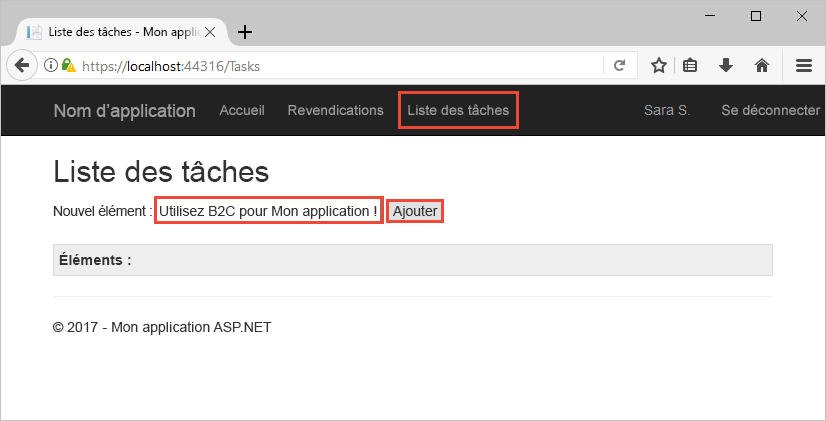 Liste des tâches - Mon applic
https://localhost:44316/Tasks
Nom d'application Accueil Revendications Liste des tâches Sara S. Se déconnecter
Liste des tâches
Nouvel élément : Utilisez B2C pour Mon application ! Ajouter
Éléments :
© 2017 - Mon application ASP.NET